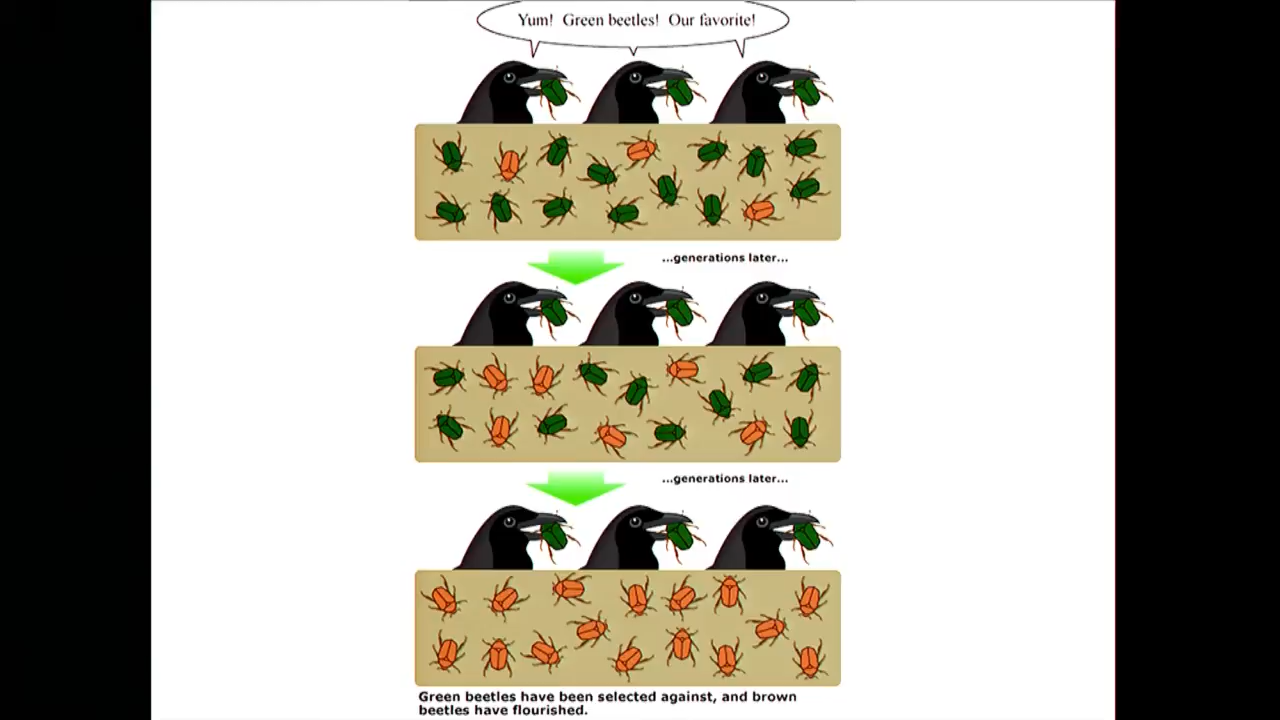 Yum! Green beetles! Our favorite!
...generations later...
...generations later...
Green beetles have been selected against, and brown
beetles have flourished.